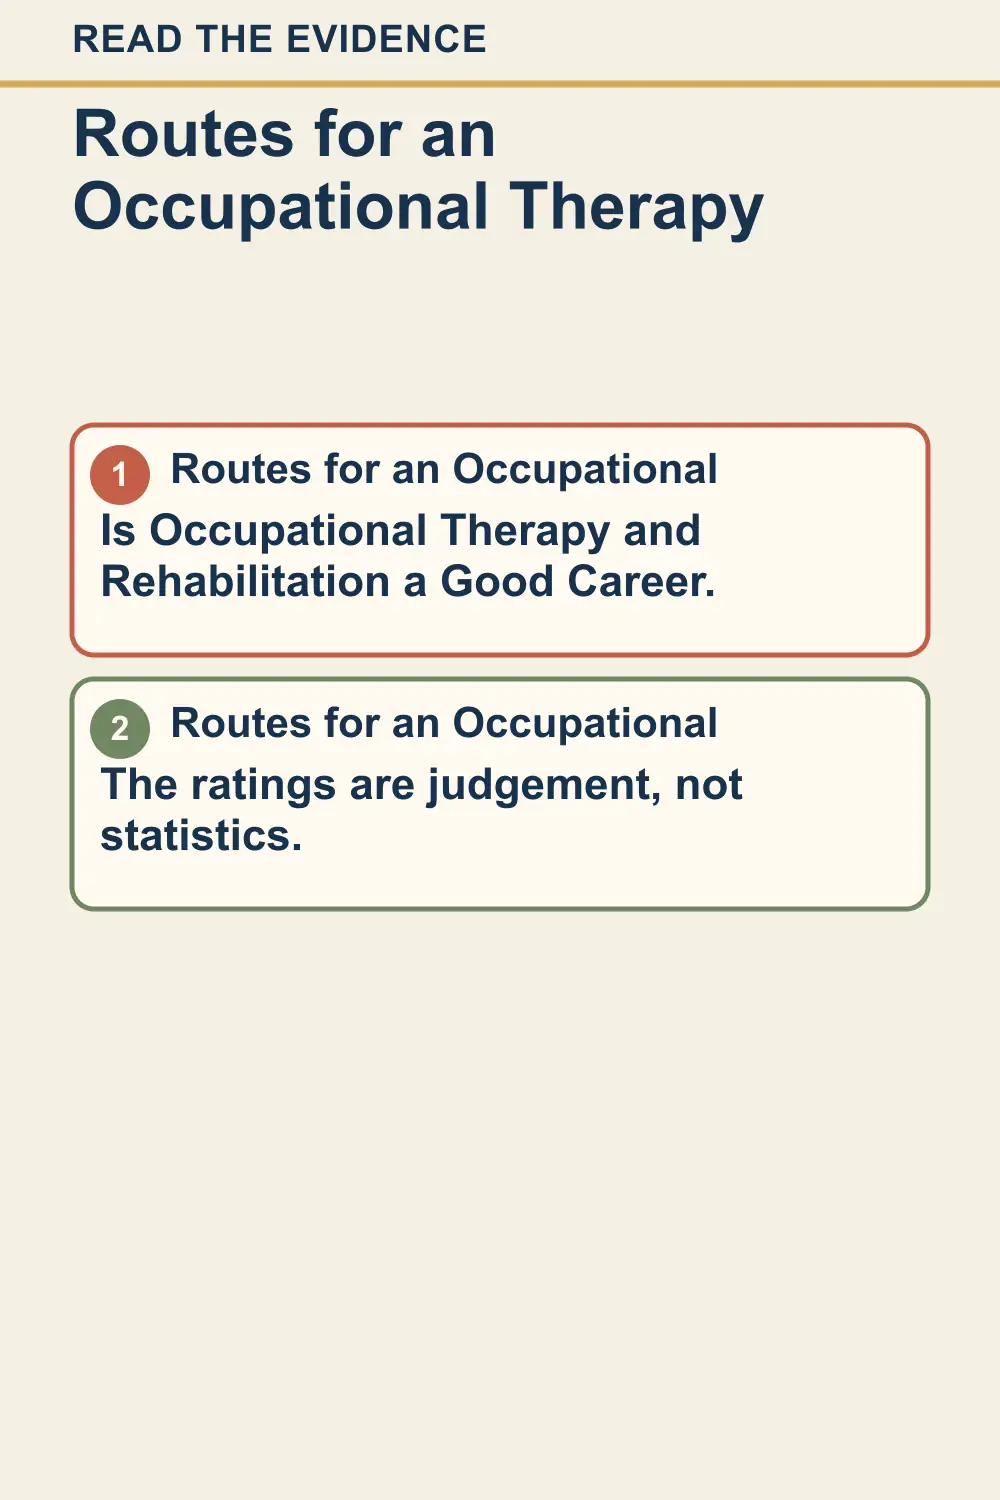 READ THE EVIDENCE
Routes for an
Occupational Therapy
1 Routes for an Occupational
Is Occupational Therapy and
Rehabilitation a Good Career.
2 Routes for an Occupational
The ratings are judgement, not
statistics.